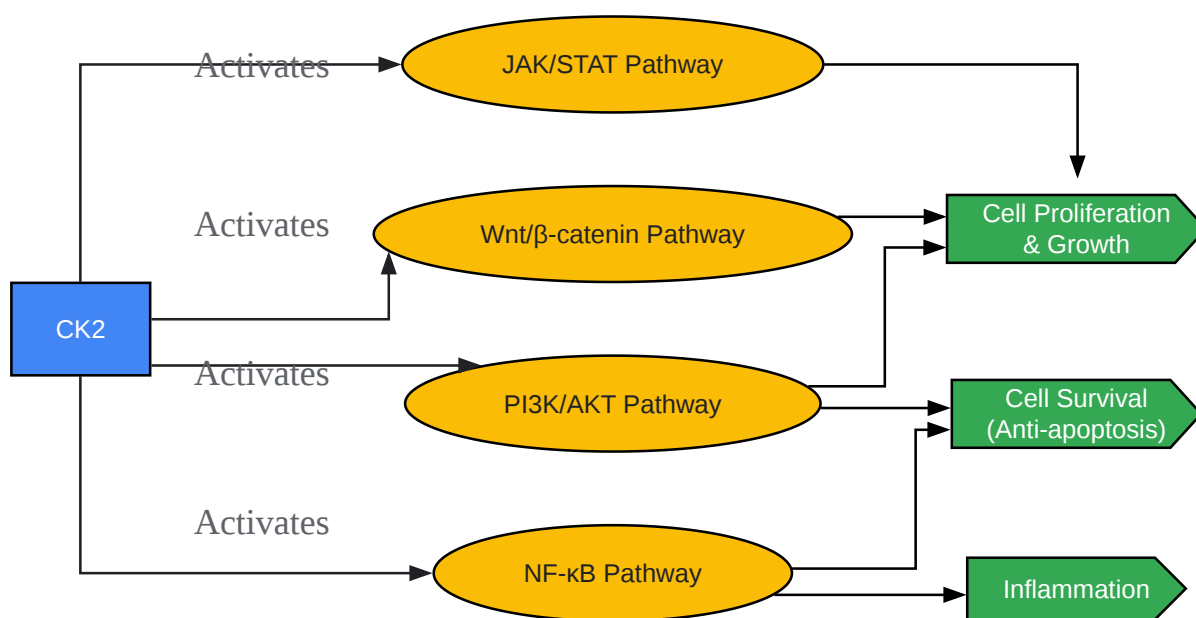 Activates
JAK/STAT Pathway
Activates
Wnt/β-catenin Pathway
Cell Proliferation
& Growth
CK2
Activates
PI3K/AKT Pathway
Cell Survival
(Anti-apoptosis)
Activates
NF-κB Pathway
Inflammation